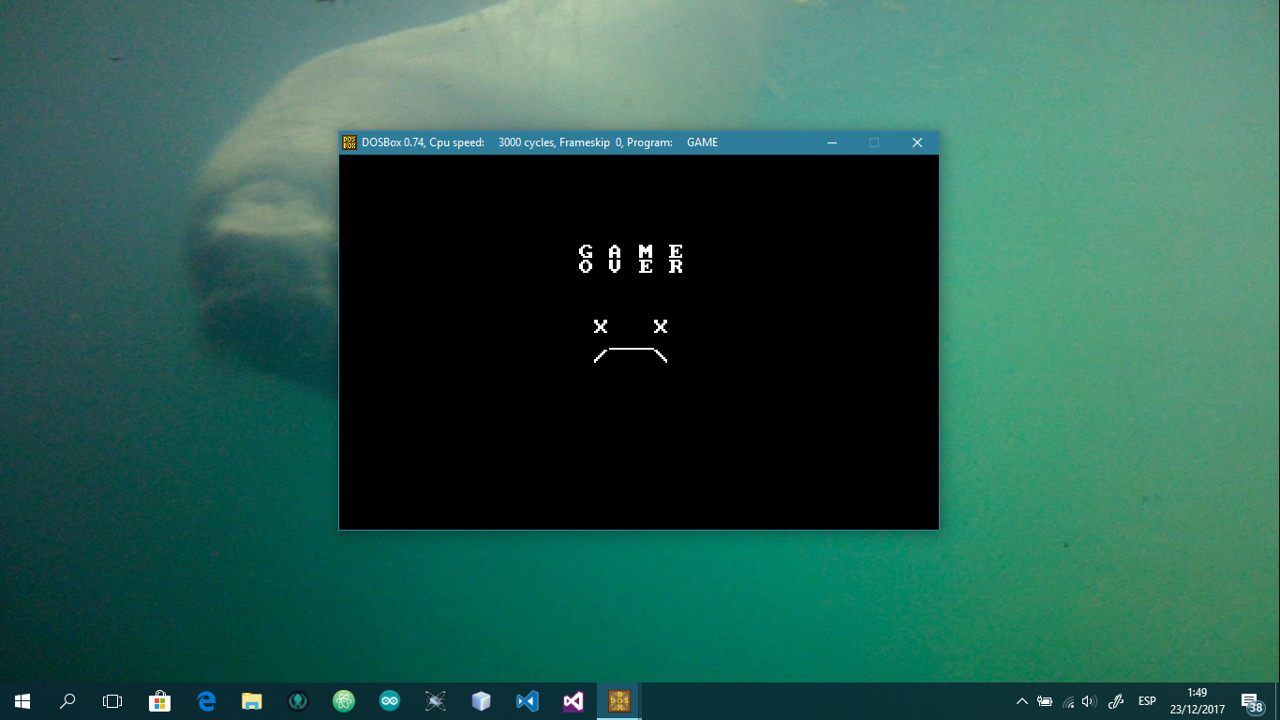 DOSBox 0.74, Cpu speed: 3000 cycles, Frameskip 0, Program: GAME
G A M E
O V E R
x x
ESP
1:49
23/12/2017
38